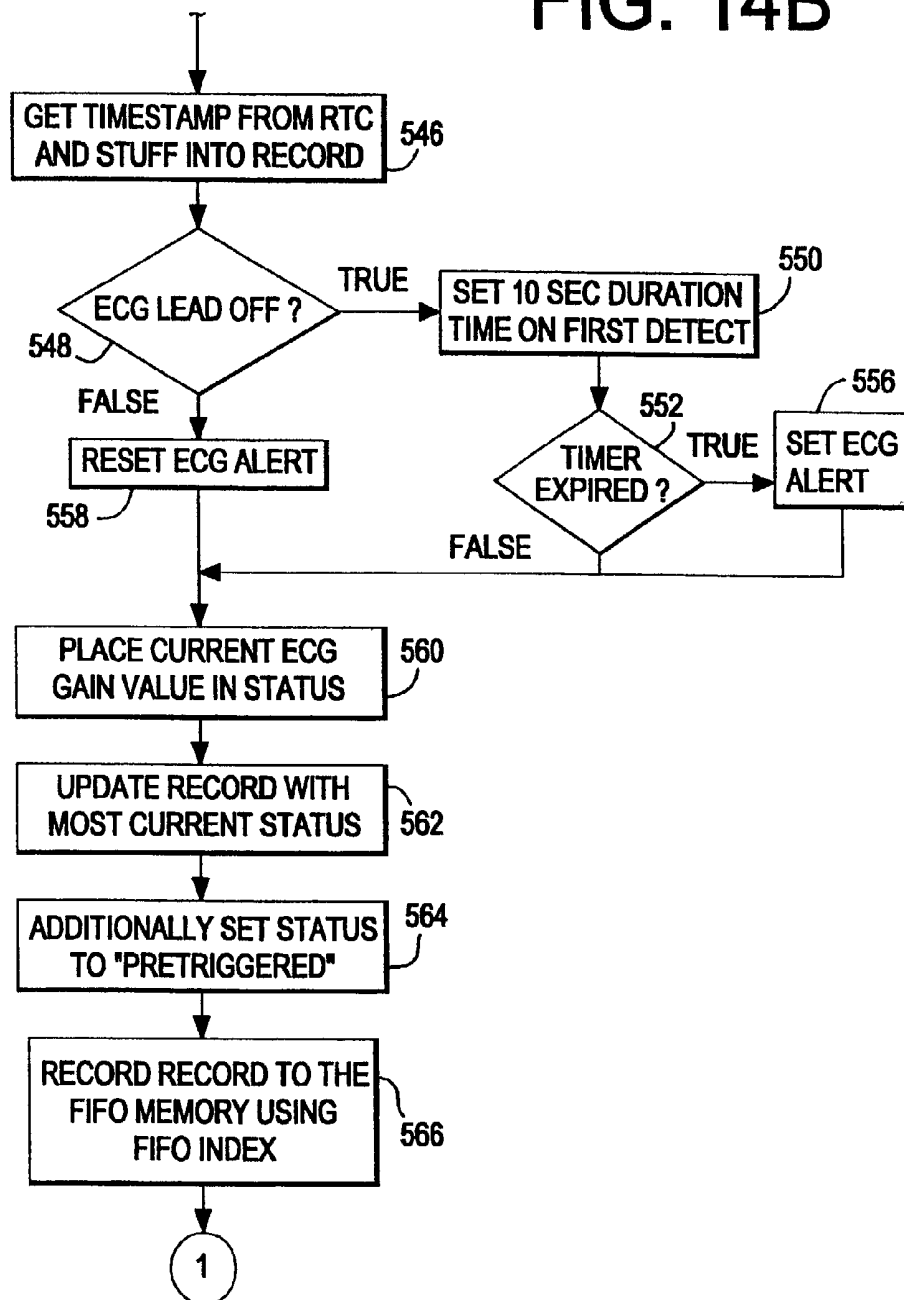 FIG. 14B
GET TIMESTAMP FROM RTC
AND STUFF INTO RECORD
546
ECG LEAD OFF ?
548
TRUE
SET 10 SEC DURATION
TIME ON FIRST DETECT
550
FALSE
RESET ECG ALERT
558
TIMER
EXPIRED ?
552
TRUE
SET ECG
ALERT
556
FALSE
PLACE CURRENT ECG
GAIN VALUE IN STATUS
560
UPDATE RECORD WITH
MOST CURRENT STATUS
562
ADDITIONALLY SET STATUS
TO "PRETRIGGERED"
564
RECORD RECORD TO THE
FIFO MEMORY USING
FIFO INDEX
566
1